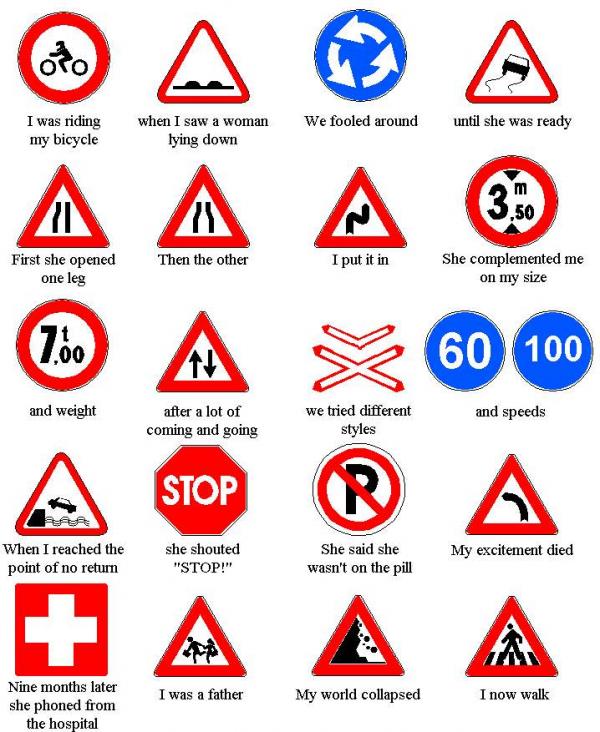 I was riding
my bicycle
when I saw a woman
lying down
We fooled around
until she was ready
3 m ,50
First she opened
one leg
Then the other
I put it in
She complemented me
on my size
7 t ,00
60
100
and weight
after a lot of
coming and going
we tried different
styles
and speeds
STOP
P
When I reached the
point of no return
she shouted
"STOP!"
She said she
wasn't on the pill
My excitement died
Nine months later
she phoned from
the hospital
I was a father
My world collapsed
I now walk